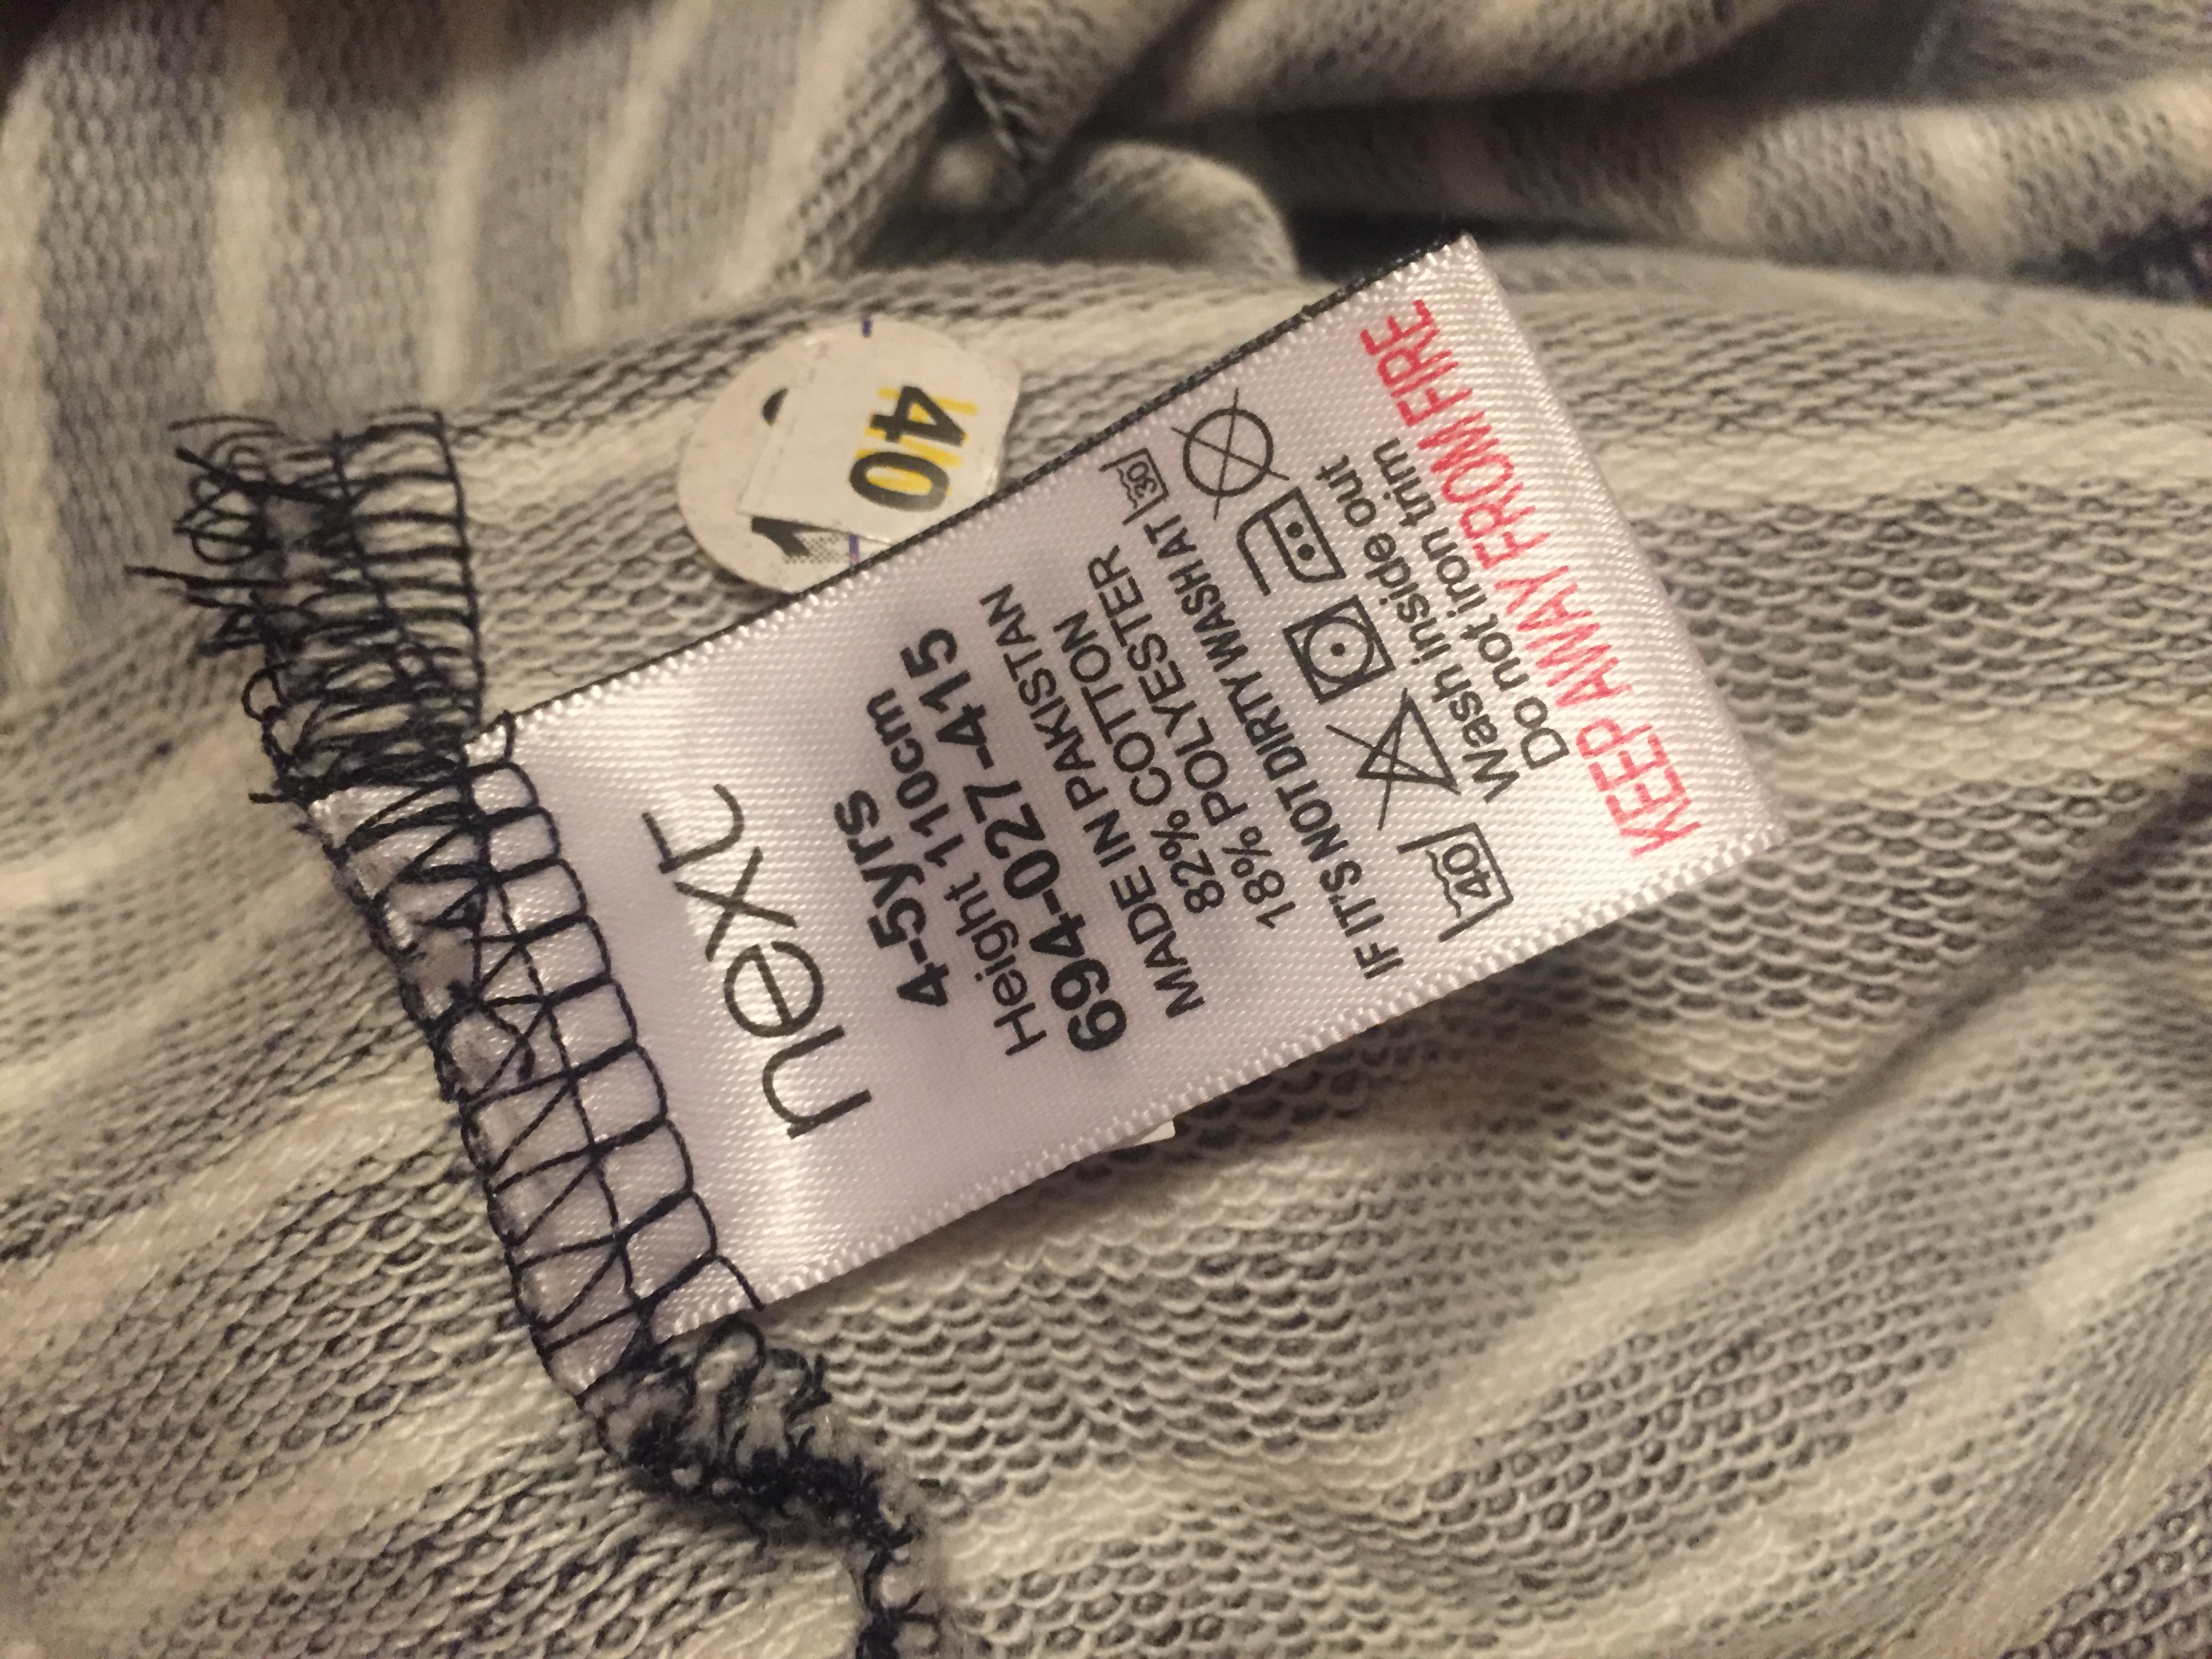 next
4-5yrs
Height 110cm
694-027-415
MADE IN PAKISTAN
82% COTTON
18% POLYESTER
IF IT'S NOT DIRTY WASH AT 30
40
Wash inside out
Do not iron trim
KEEP AWAY FROM FIRE
40